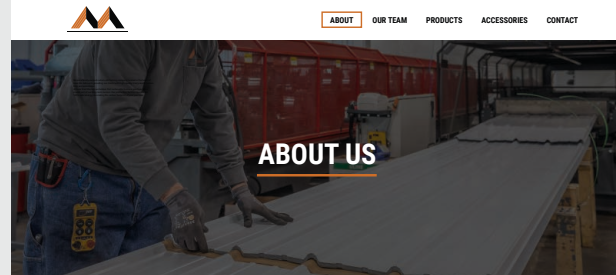 ABOUT
OUR TEAM
PRODUCTS
ACCESSORIES
CONTACT
ABOUT US